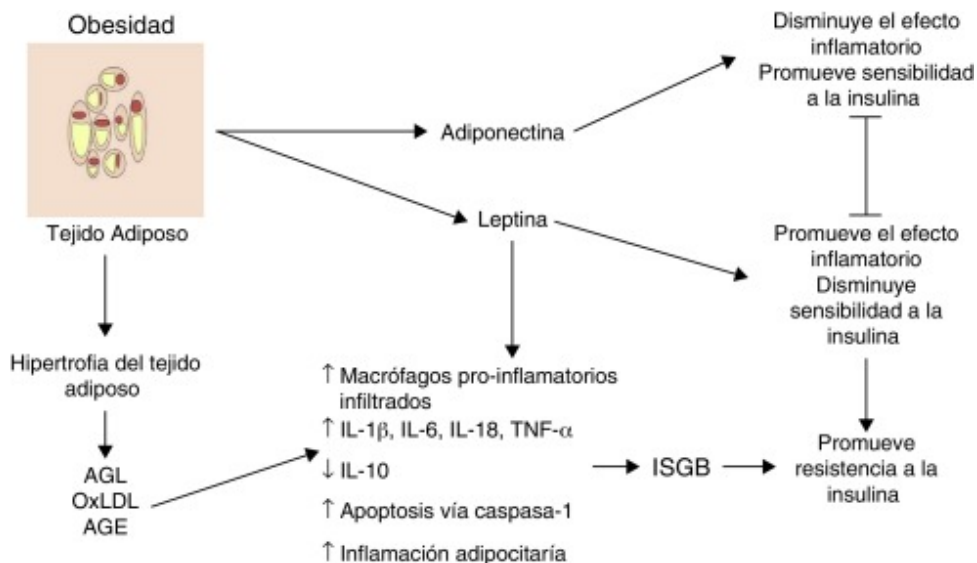 Obesidad
Tejido Adiposo
Hipertrofia del tejido
adiposo
AGL
OxLDL
AGE
Adiponectina
Leptina
↑ Macrófagos pro-inflamatorios
infiltrados
↑ IL-1β, IL-6, IL-18, TNF-α
↓ IL-10
↑ Apoptosis vía caspasa-1
↑ Inflamación adipocitaría
ISGB
Disminuye el efecto
inflamatorio
Promueve sensibilidad
a la insulina
Promueve el efecto
inflamatorio
Disminuye
sensibilidad a la
insulina
Promueve
resistencia a la
insulina